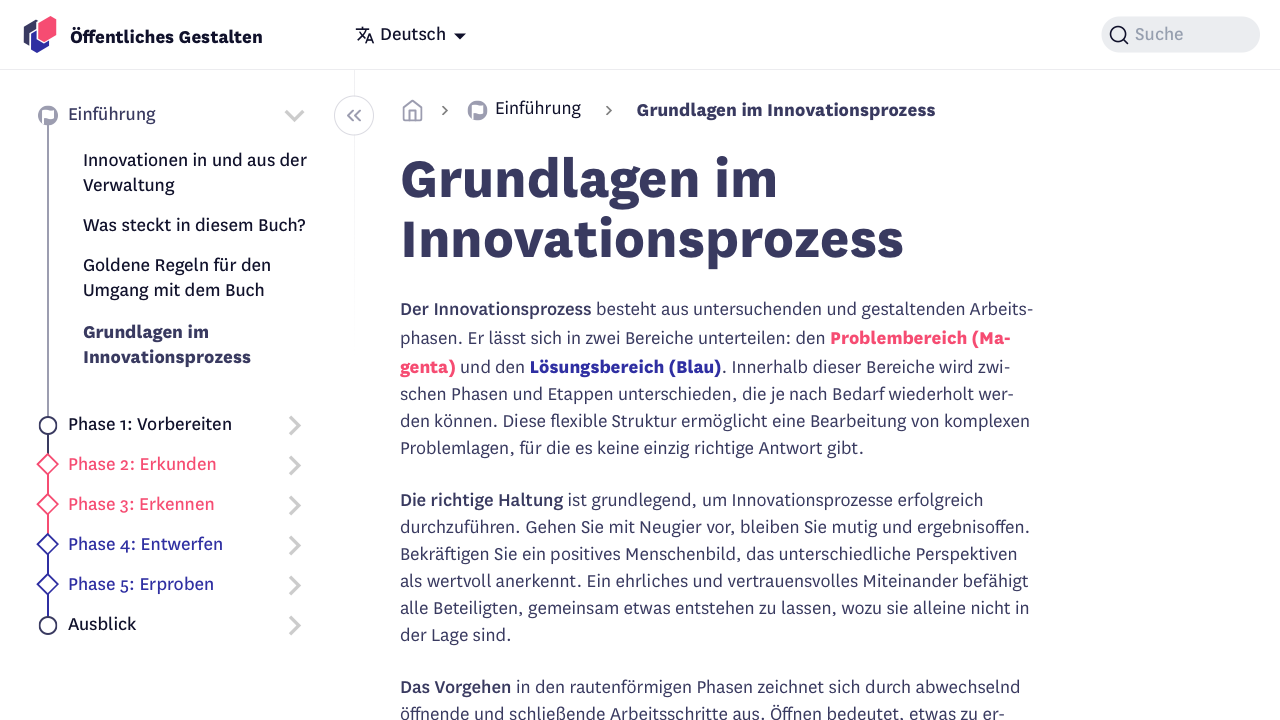 Öffentliches Gestalten
Deutsch
Suche
Einführung
Innovationen in und aus der
Verwaltung
Was steckt in diesem Buch?
Goldene Regeln für den
Umgang mit dem Buch
Grundlagen im
Innovationsprozess
Phase 1: Vorbereiten
Phase 2: Erkunden
Phase 3: Erkennen
Phase 4: Entwerfen
Phase 5: Erproben
Ausblick
Einführung
Grundlagen im Innovationsprozess
Grundlagen im
Innovationsprozess
Der Innovationsprozess besteht aus untersuchenden und gestaltenden Arbeits-
phasen. Er lässt sich in zwei Bereiche unterteilen: den Problembereich (Ma-
genta) und den Lösungsbereich (Blau). Innerhalb dieser Bereiche wird zwi-
schen Phasen und Etappen unterschieden, die je nach Bedarf wiederholt wer-
den können. Diese flexible Struktur ermöglicht eine Bearbeitung von komplexen
Problemlagen, für die es keine einzig richtige Antwort gibt.
Die richtige Haltung ist grundlegend, um Innovationsprozesse erfolgreich
durchzuführen. Gehen Sie mit Neugier vor, bleiben Sie mutig und ergebnisoffen.
Bekräftigen Sie ein positives Menschenbild, das unterschiedliche Perspektiven
als wertvoll anerkennt. Ein ehrliches und vertrauensvolles Miteinander befähigt
alle Beteiligten, gemeinsam etwas entstehen zu lassen, wozu sie alleine nicht in
der Lage sind.
Das Vorgehen in den rautenförmigen Phasen zeichnet sich durch abwechselnd
öffnende und schließende Arbeitsschritte aus. Öffnen bedeutet, etwas zu er-